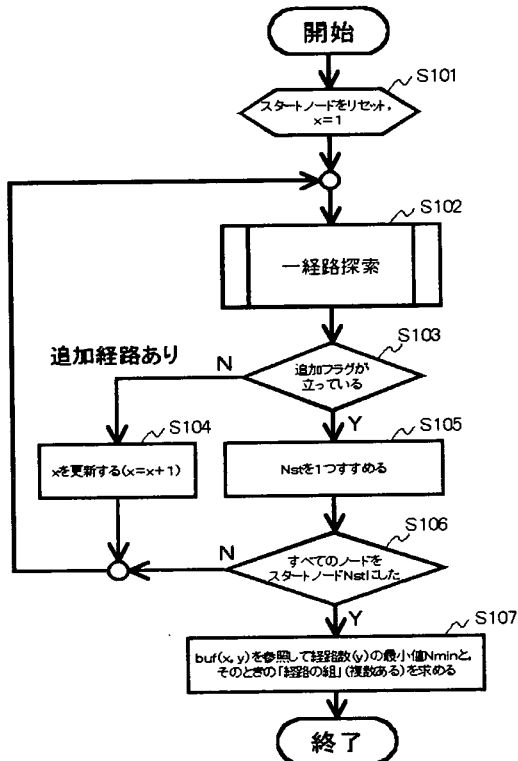 開始
S101
スタートノードをリセット,
x=1
S102
一経路探索
S103
追加経路あり
N
追加フラグが
立っている
Y
S104
xを更新する(x=x+1)
S105
Nstを1つすすめる
S106
N
すべてのノードを
スタートノードNstにした
Y
S107
buf(x,y)を参照して経路数(y)の最小値Nminと,
そのときの「経路の組」(複数ある)を求める
終了